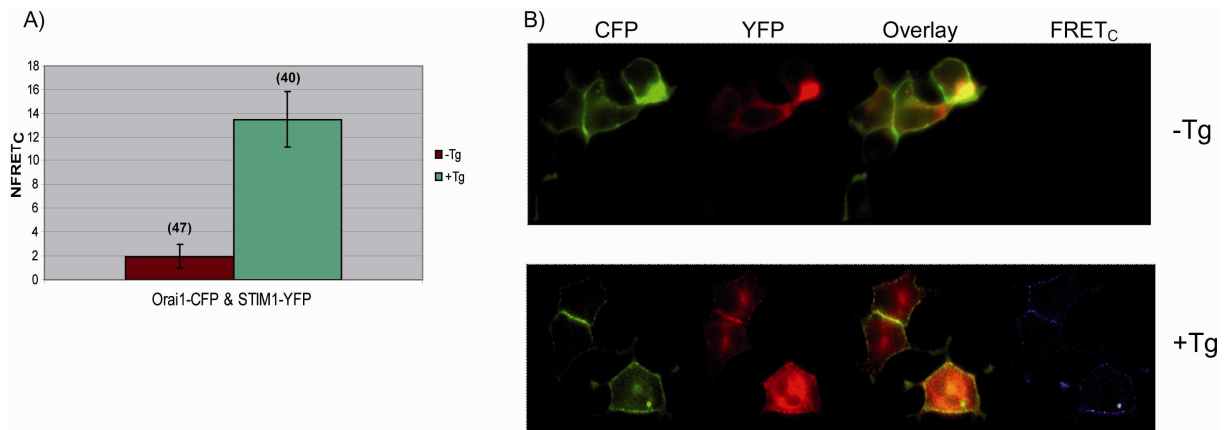 A)
18
16
14
12
10
8
6
4
2
0
NFRETC
(47)
(40)
-Tg
+Tg
Orai1-CFP & STIM1-YFP
B)
CFP YFP Overlay FRETC
-Tg
+Tg